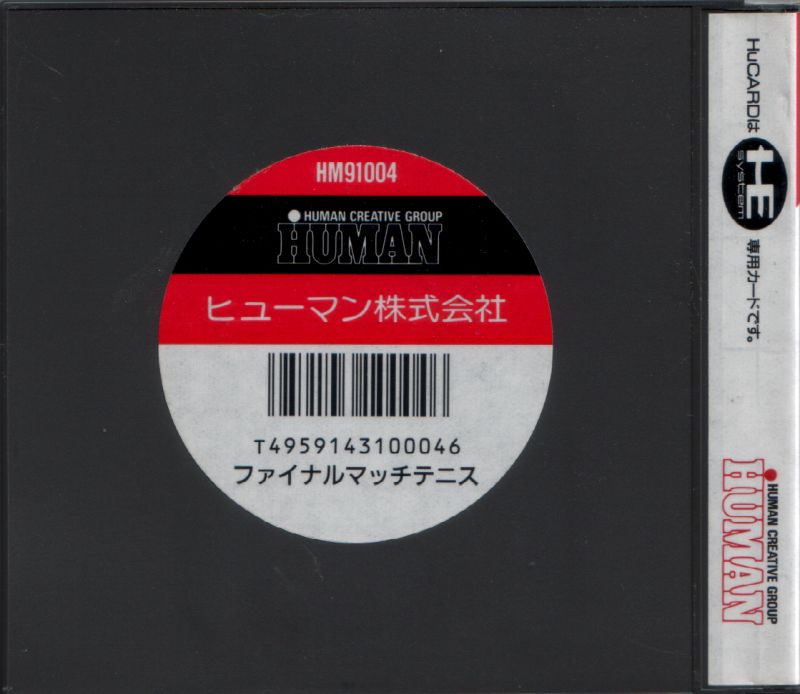 HM91004
HUMAN CREATIVE GROUP
HUMAN
ヒューマン株式会社
T4959143100046
ファイナルマッチテニス
HuCARDは
HE
system
専用カードです。
HUMAN CREATIVE GROUP
HUMAN